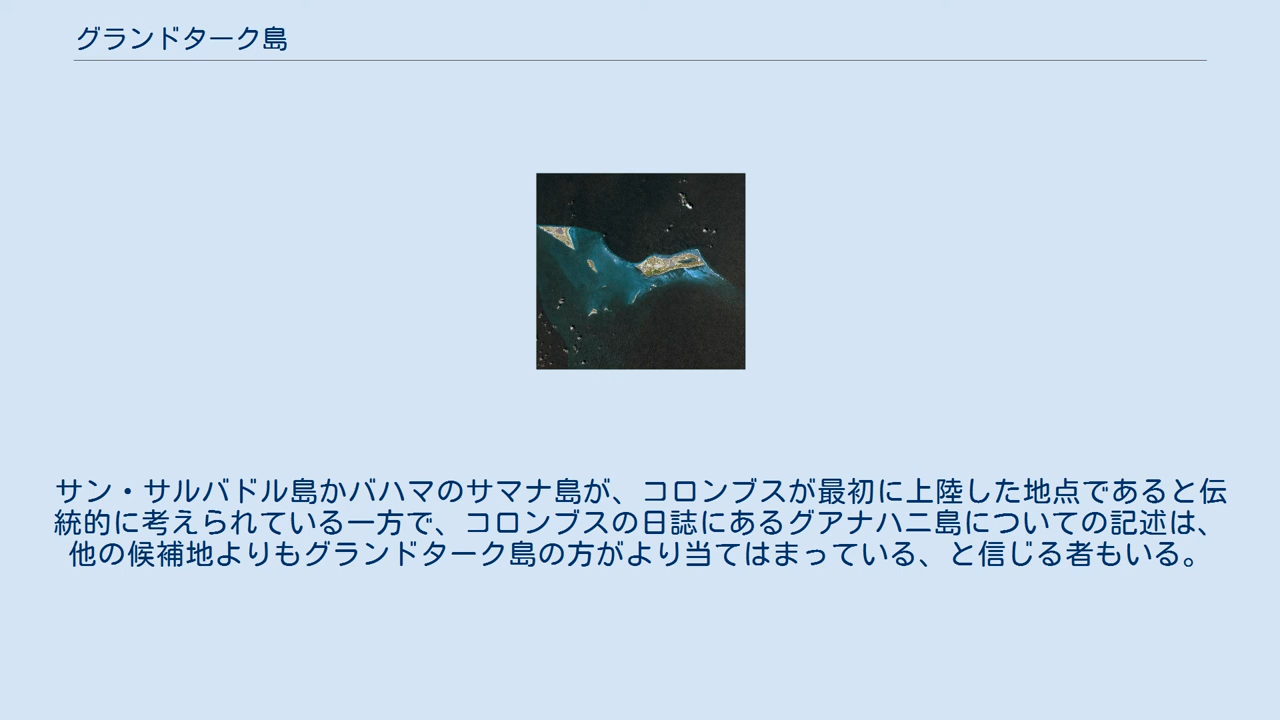 グランドターク島
サン・サルバドル島かバハマのサマナ島が、コロンブスが最初に上陸した地点であると伝
統的に考えられている一方で、コロンブスの日誌にあるグアナハニ島についての記述は、
他の候補地よりもグランドターク島の方がより当てはまっている、と信じる者もいる。